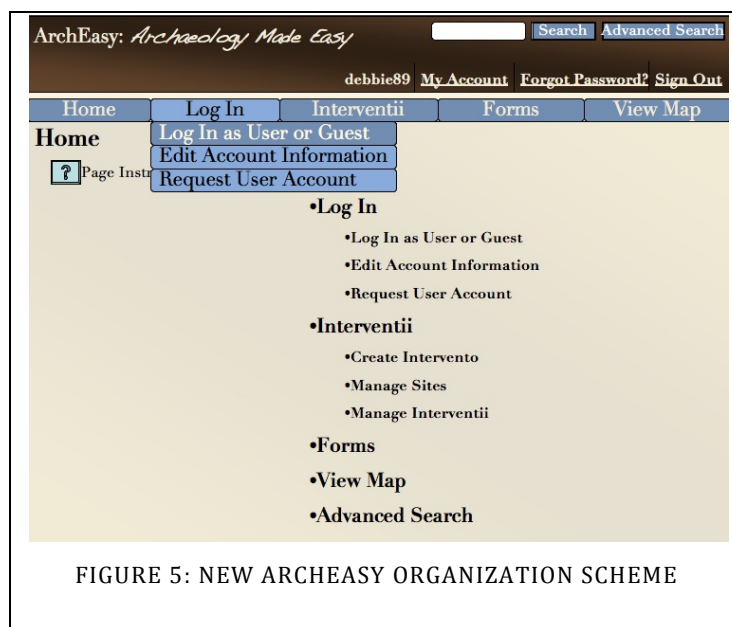 ArchEasy: Archaeology Made Easy
Search Advanced Search
debbie89 My Account Forgot Password? Sign Out
Home Log In Interventii Forms View Map
Home
Log In as User or Guest
Edit Account Information
? Page Instr
Request User Account
•Log In
•Log In as User or Guest
•Edit Account Information
•Request User Account
•Interventii
•Create Intervento
•Manage Sites
•Manage Interventii
•Forms
•View Map
•Advanced Search
FIGURE 5: NEW ARCHEASY ORGANIZATION SCHEME